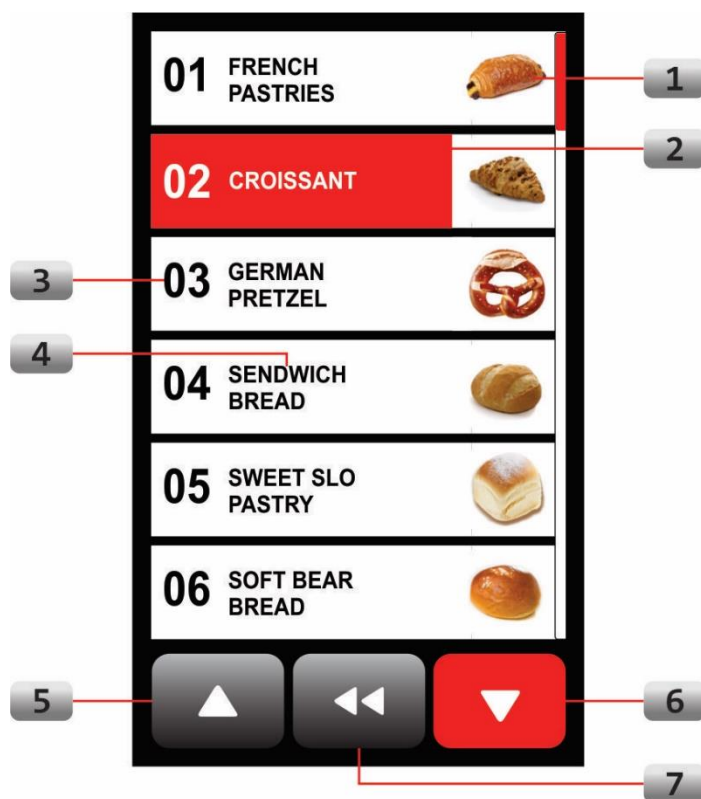 01 FRENCH
PASTRIES
1
2
02 CROISSANT
3
03 GERMAN
PRETZEL
4
04 SENDWICH
BREAD
05 SWEET SLO
PASTRY
06 SOFT BEAR
BREAD
5
6
7